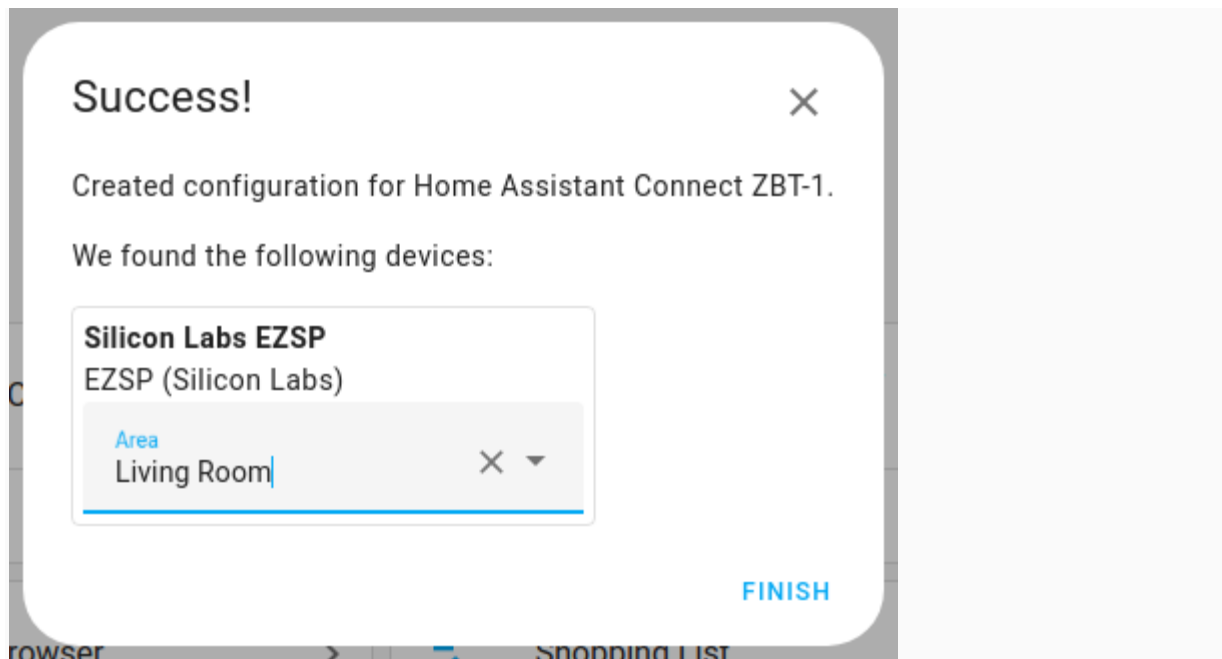 Success!
Created configuration for Home Assistant Connect ZBT-1.
We found the following devices:
Silicon Labs EZSP
EZSP (Silicon Labs)
Area
Living Room
FINISH
Shopping List